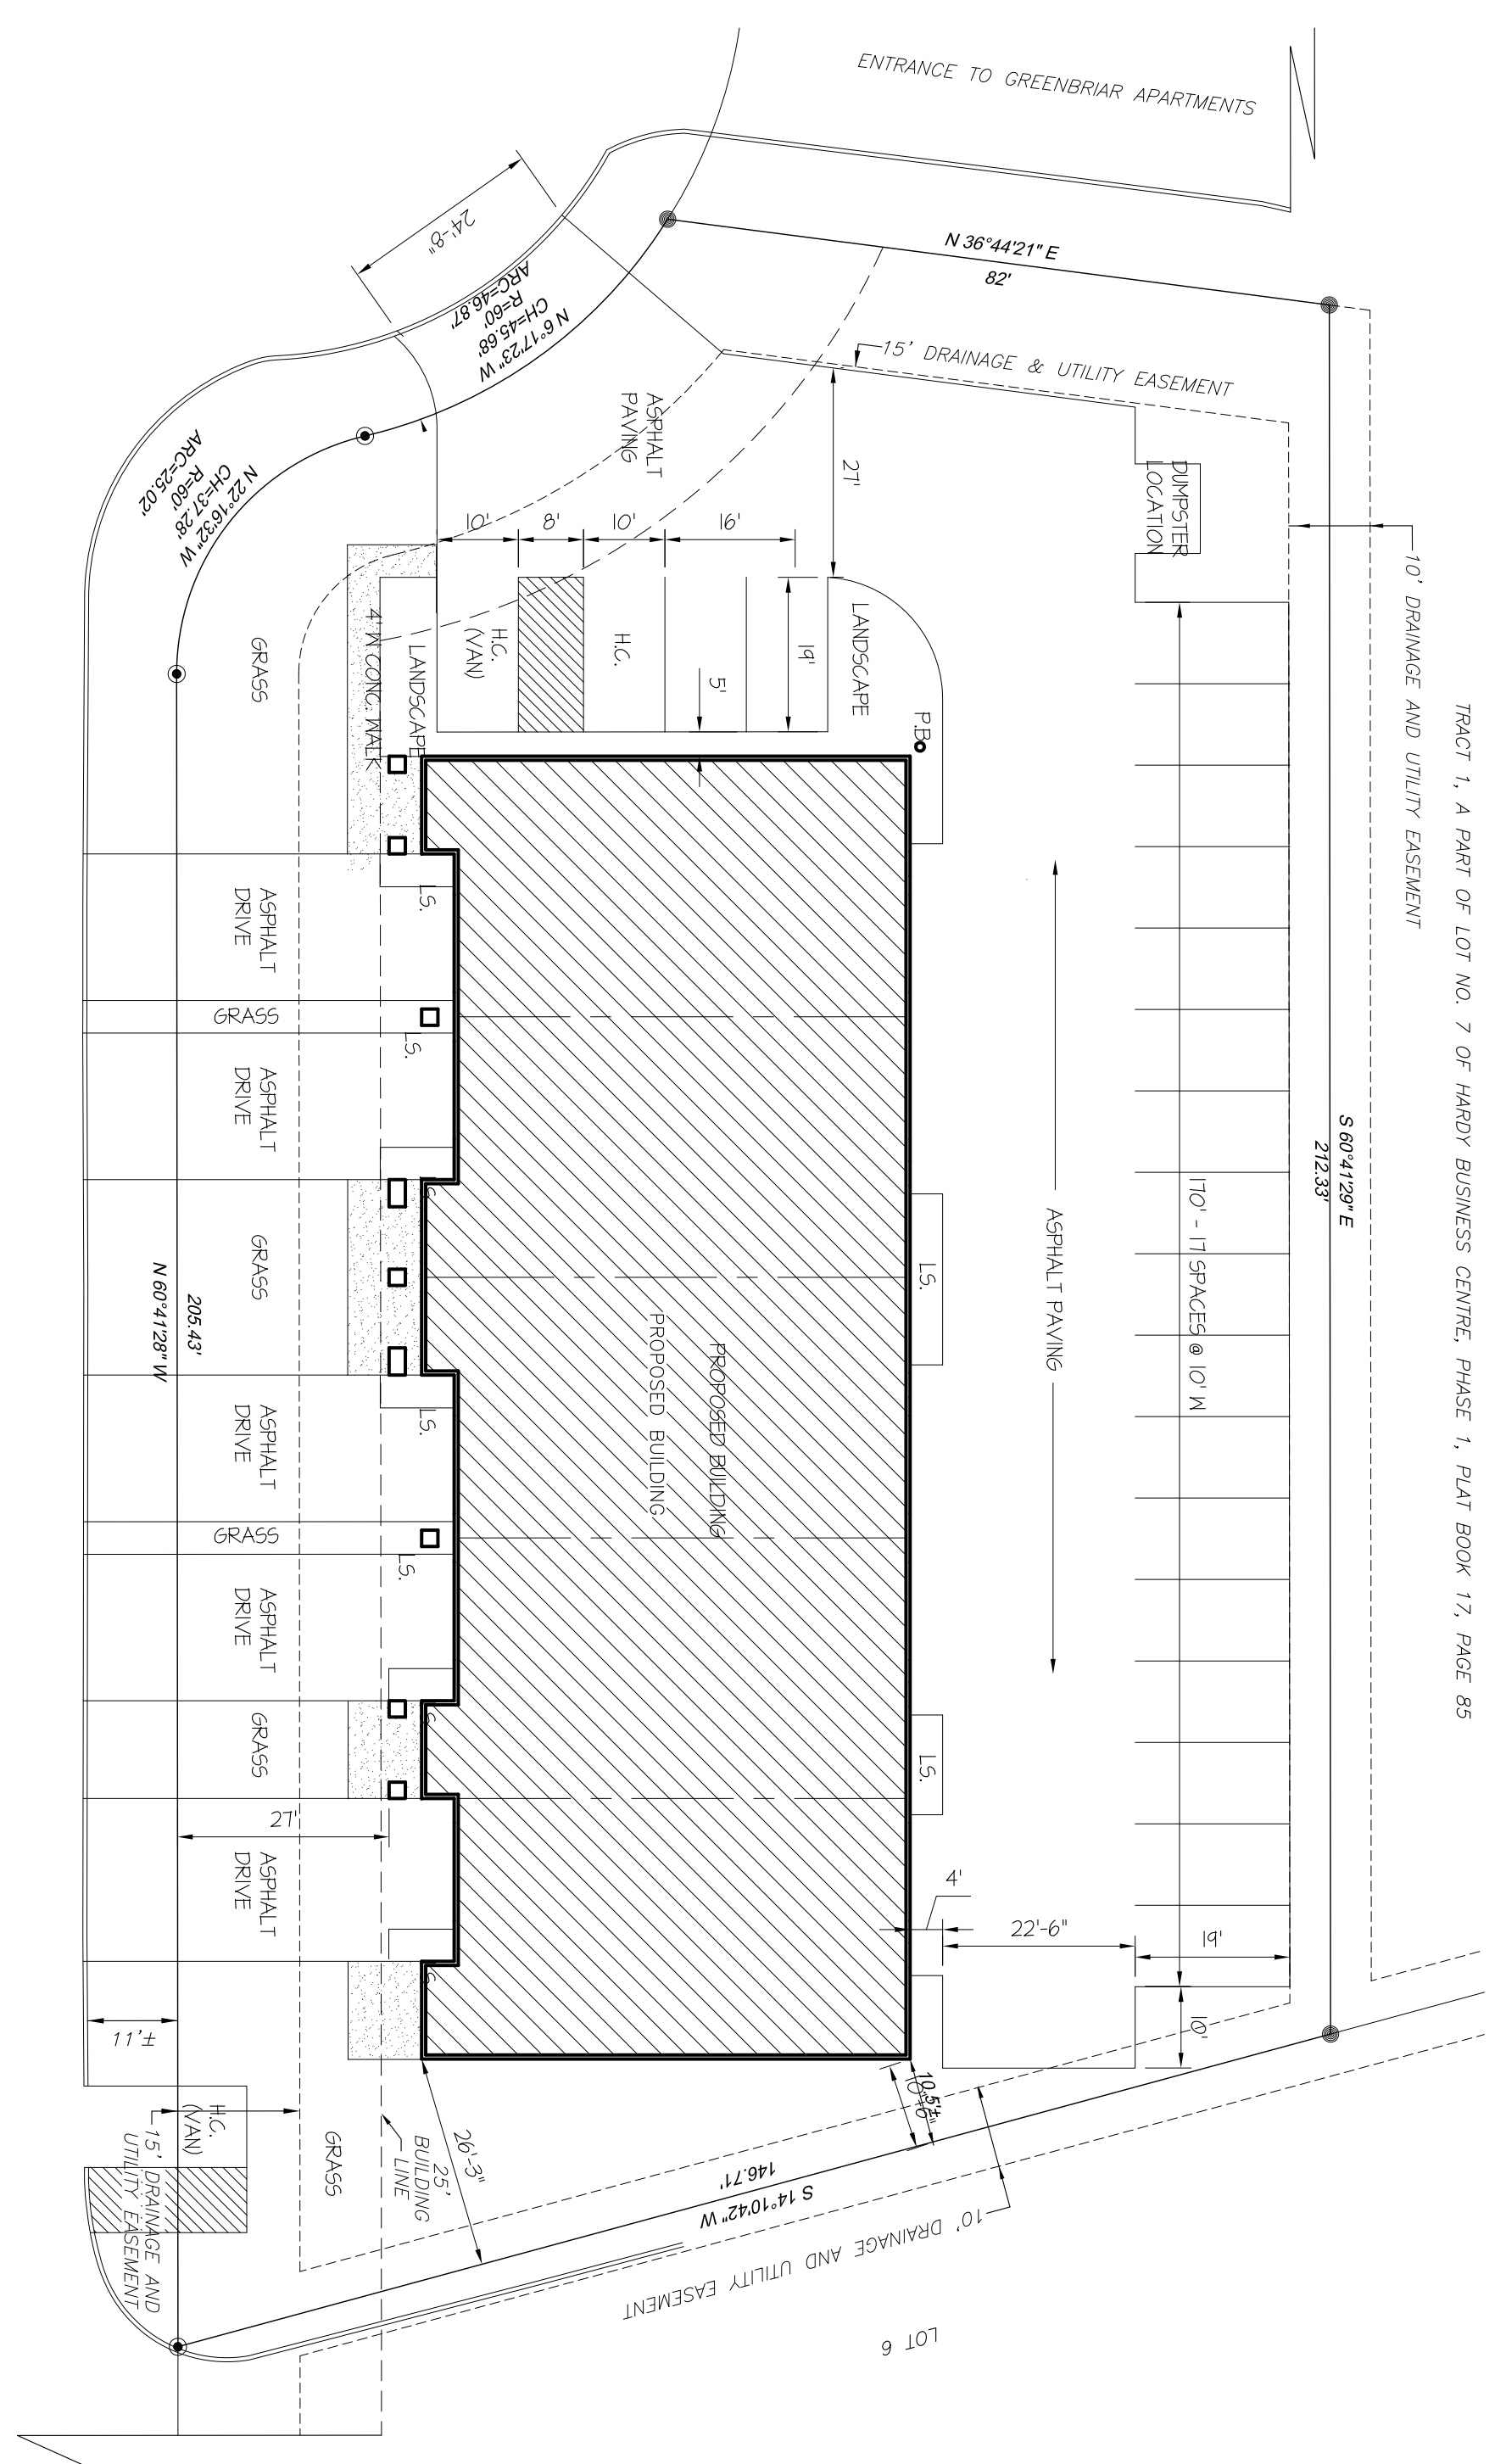 ENTRANCE TO GREENBRIAR APARTMENTS
N 36°44'21" E
82'
15' DRAINAGE & UTILITY EASEMENT
24'-8"
N 6°17'23" W
CH=45.68'
R=60'
ARC=46.87'
N 22°16'32" W
CH=37.28'
R=60'
ARC=25.02'
ASPHALT
PAVING
27'
DUMPSTER
LOCATION
10' DRAINAGE AND UTILITY EASEMENT
TRACT 1, A PART OF LOT NO. 7 OF HARDY BUSINESS CENTRE, PHASE 1, PLAT BOOK 17, PAGE 85
10'
8'
10'
16'
19'
5'
H.C.
(VAN)
H.C.
LANDSCAPE
P.B.
4' W CONC. WALK
LANDSCAPE
GRASS
LS.
ASPHALT
DRIVE
GRASS
LS.
ASPHALT
DRIVE
GRASS
LS.
ASPHALT PAVING
170' - 17 SPACES @ 10' W
S 60°41'29" E
212.33'
205.43'
N 60°41'28" W
PROPOSED BUILDING
PROPOSED BUILDING
LS.
ASPHALT
DRIVE
GRASS
LS.
ASPHALT
DRIVE
GRASS
LS.
27'
ASPHALT
DRIVE
4'
22'-6"
19'
10'
11'±
H.C.
(VAN)
15' DRAINAGE AND
UTILITY EASEMENT
GRASS
25'
BUILDING
LINE
26'-3"
10.5'±
10'-6"
146.71'
S 14°10'42" W
10' DRAINAGE AND UTILITY EASEMENT
LOT 6